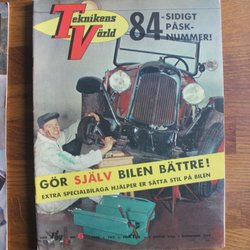 Teknikens
Värld
84-SIDIGT
PÅSK-
NUMMER!
GÖR SJÄLV BILEN BÄTTRE!
EXTRA SPECIALBILAGA HJÄLPER ER SÄTTA STIL PÅ BILEN